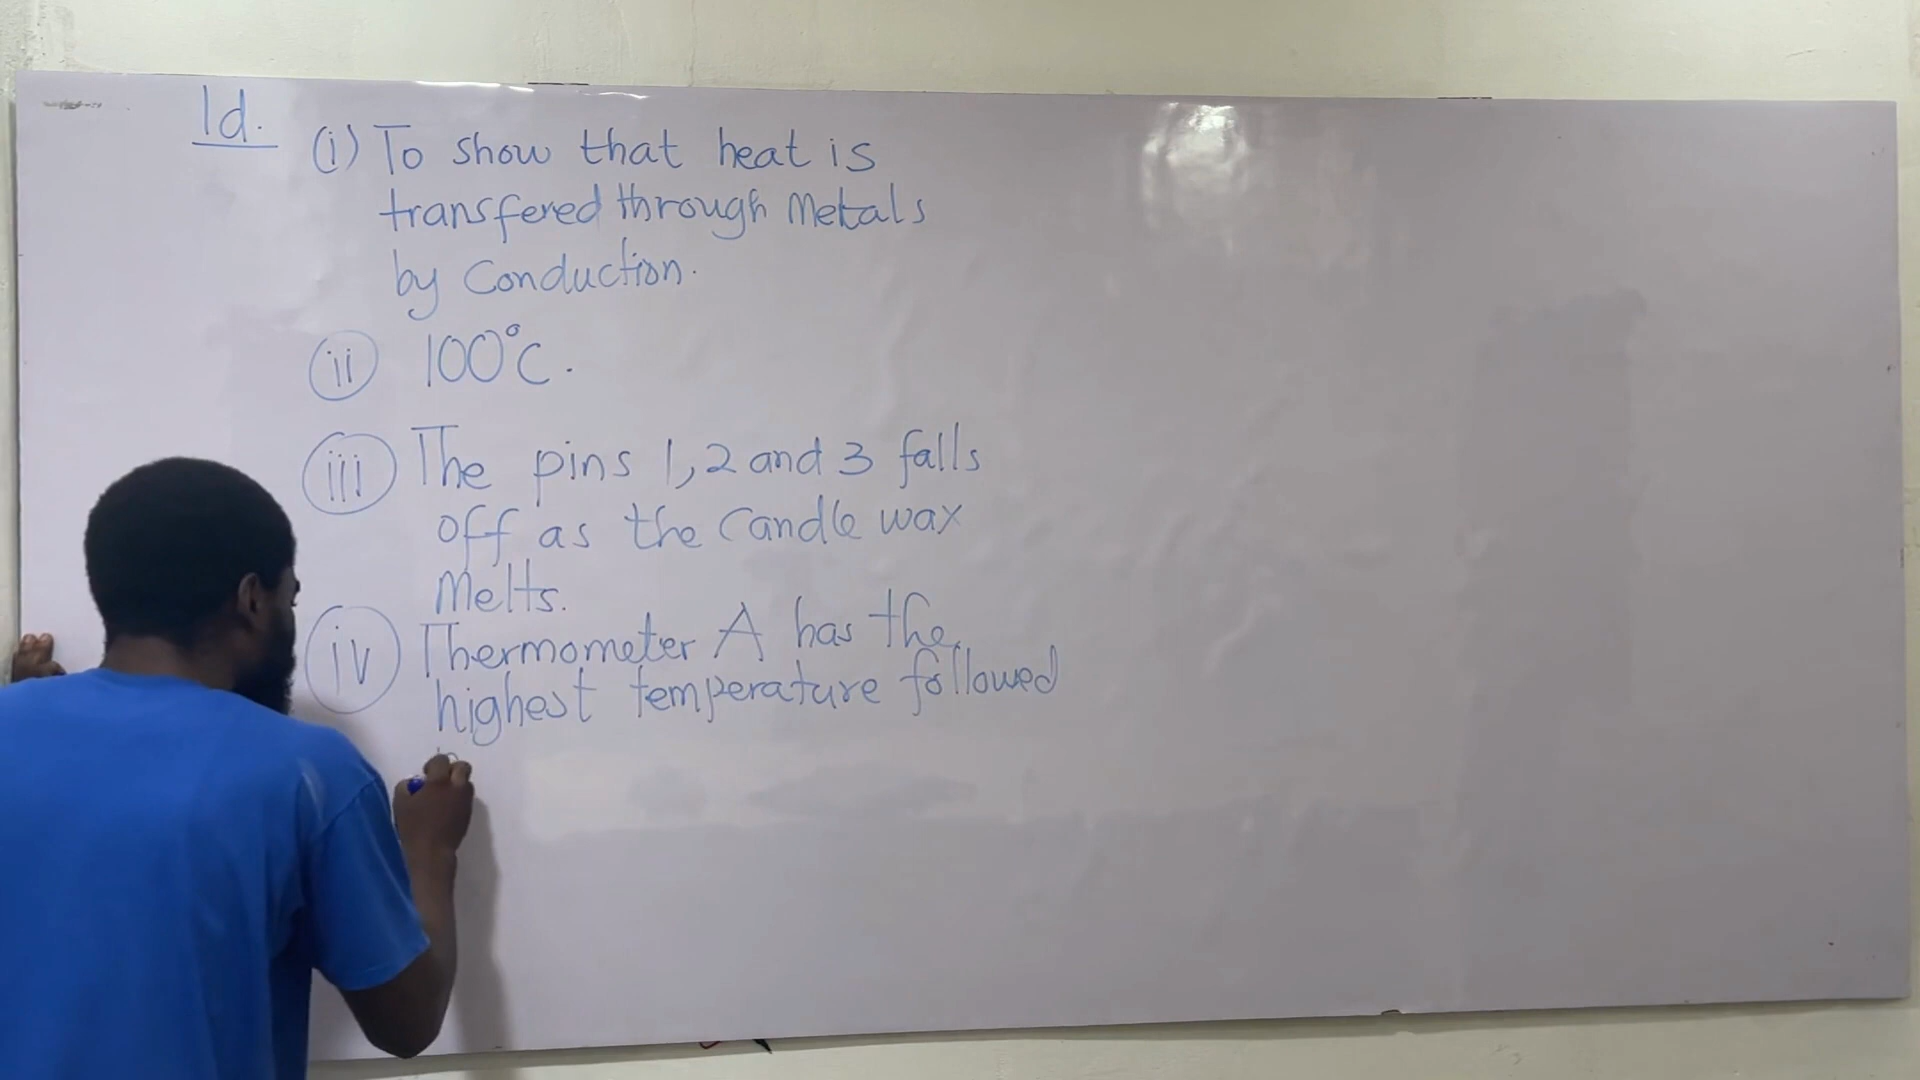 1d.
(i) To show that heat is
transfered through Metals
by Conduction.
(ii) 100°C.
(iii) The pins 1, 2 and 3 falls
off as the Candle wax
Melts.
(iv) Thermometer A has the
highest temperature followed